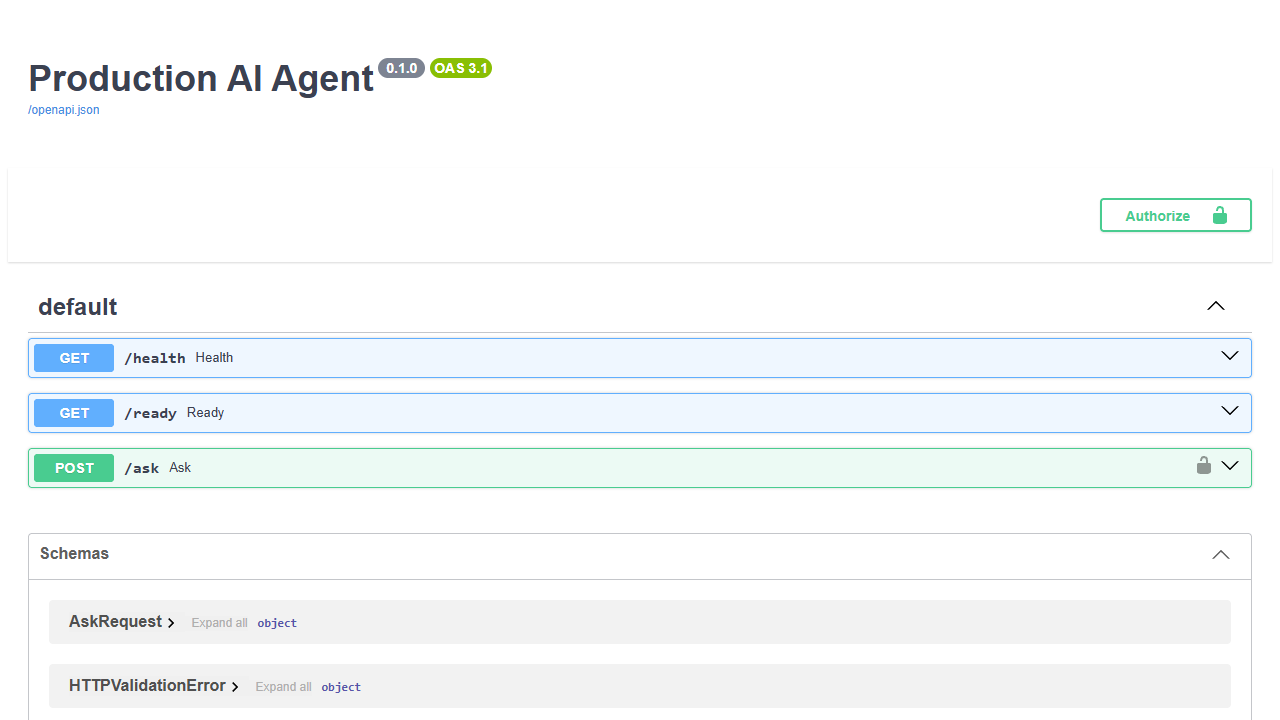 Production AI Agent 0.1.0 OAS 3.1
/openapi.json
Authorize
default
GET /health Health
GET /ready Ready
POST /ask Ask
Schemas
AskRequest Expand all object
HTTPValidationError Expand all object